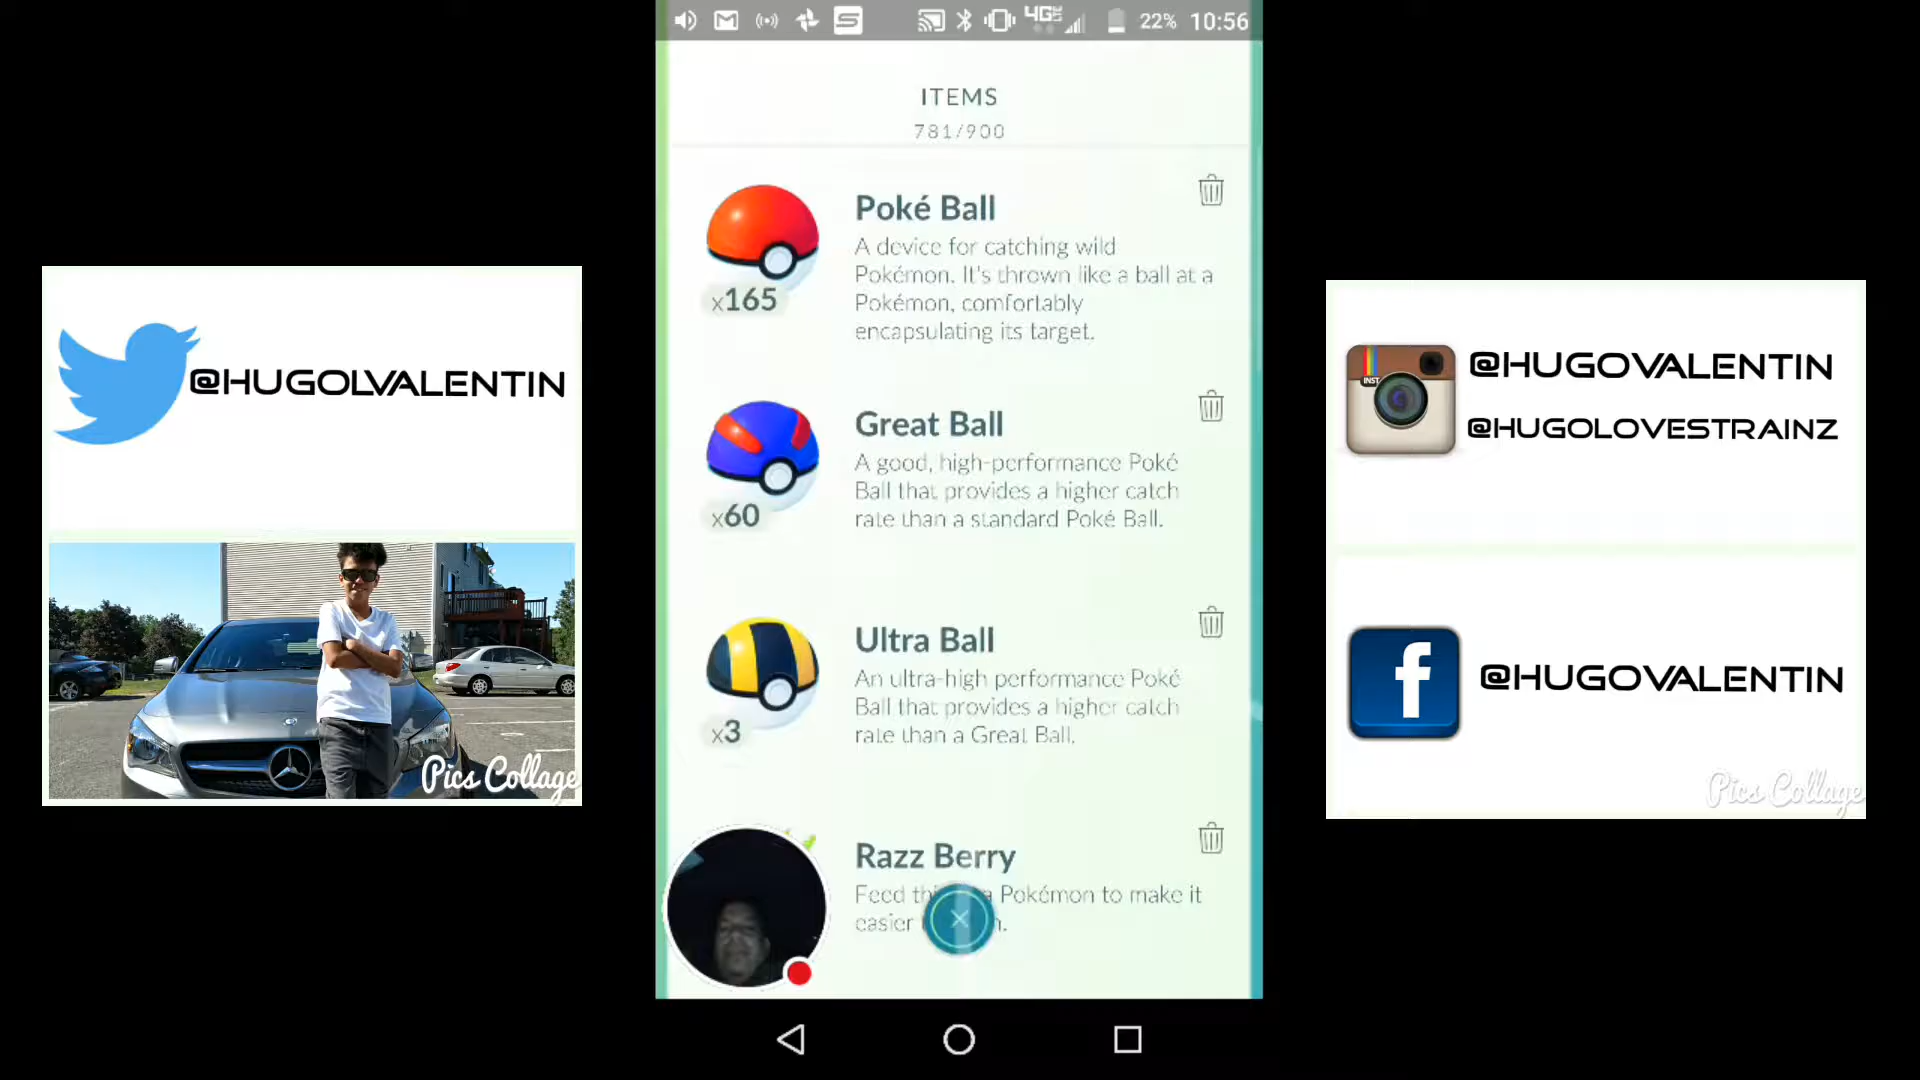 22% 10:56
ITEMS
781/900
Poké Ball
A device for catching wild
Pokémon. It's thrown like a ball at a
Pokémon, comfortably
encapsulating its target.
x165
Great Ball
A good, high-performance Poké
Ball that provides a higher catch
rate than a standard Poké Ball.
x60
Ultra Ball
An ultra-high performance Poké
Ball that provides a higher catch
rate than a Great Ball.
x3
Razz Berry
Feed a Pokémon to make it
easier
@HUGOLVALENTIN
Pics Collage
INST
@HUGOVALENTIN
@HUGOLOVESTRAINZ
f @HUGOVALENTIN
Pics Collage